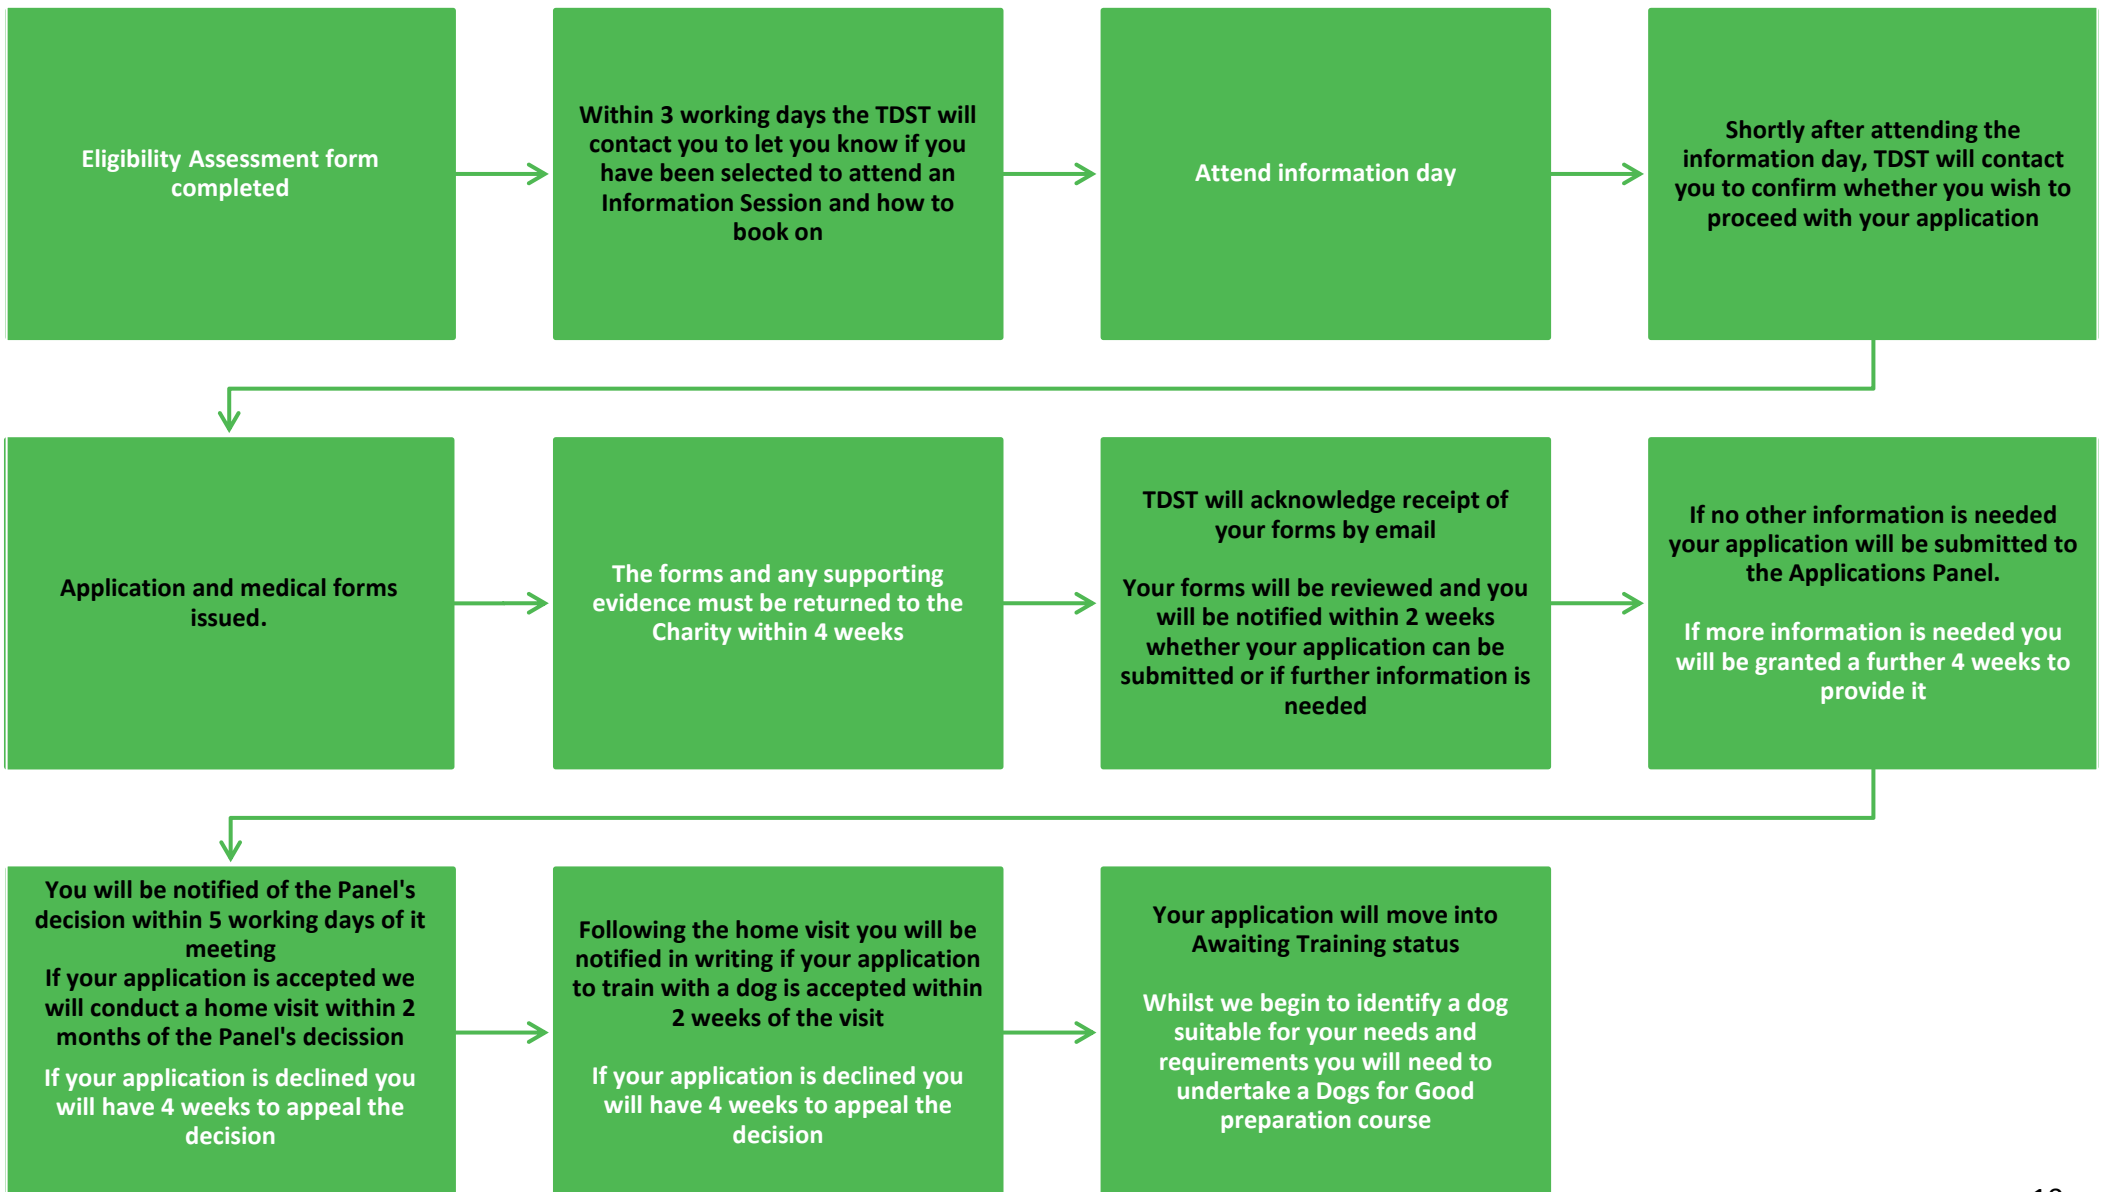 Eligibility Assessment form
completed
Within 3 working days the TDST will
contact you to let you know if you
have been selected to attend an
Information Session and how to
book on
Attend information day
Shortly after attending the
information day, TDST will contact
you to confirm whether you wish to
proceed with your application
Application and medical forms
issued.
The forms and any supporting
evidence must be returned to the
Charity within 4 weeks
TDST will acknowledge receipt of
your forms by email
Your forms will be reviewed and you
will be notified within 2 weeks
whether your application can be
submitted or if further information is
needed
If no other information is needed
your application will be submitted to
the Applications Panel.
If more information is needed you
will be granted a further 4 weeks to
provide it
You will be notified of the Panel's
decision within 5 working days of it
meeting
If your application is accepted we
will conduct a home visit within 2
months of the Panel's decission
If your application is declined you
will have 4 weeks to appeal the
decision
Following the home visit you will be
notified in writing if your application
to train with a dog is accepted within
2 weeks of the visit
If your application is declined you
will have 4 weeks to appeal the
decision
Your application will move into
Awaiting Training status
Whilst we begin to identify a dog
suitable for your needs and
requirements you will need to
undertake a Dogs for Good
preparation course